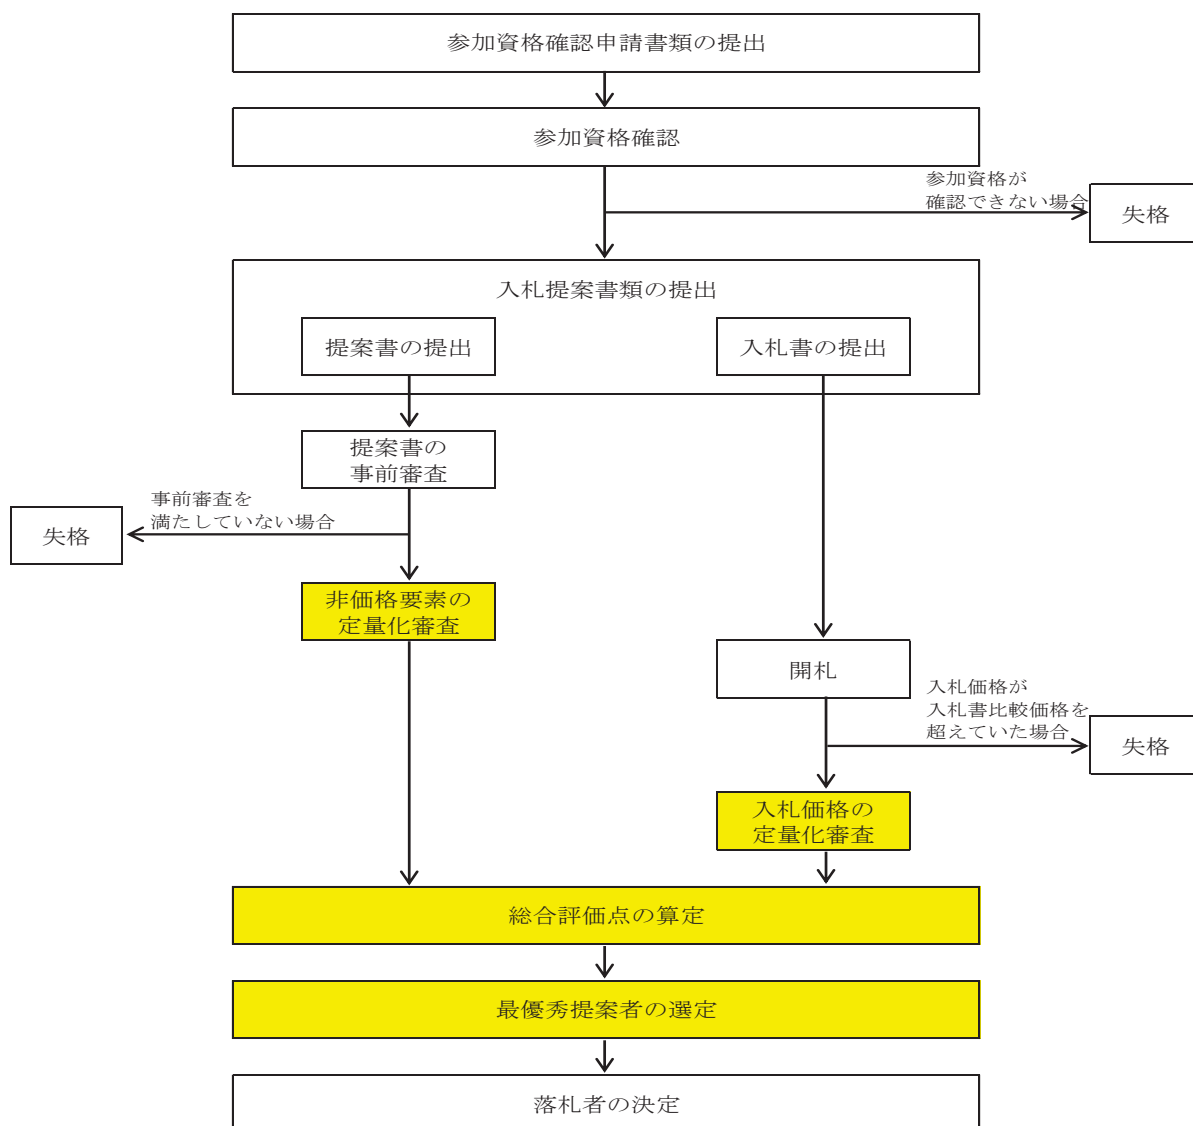 参加資格確認申請書類の提出
参加資格確認
参加資格が
確認できない場合
失格
入札提案書類の提出
提案書の提出
入札書の提出
提案書の
事前審査
事前審査を
満たしていない場合
失格
非価格要素の
定量化審査
開札
入札価格が
入札書比較価格を
超えていた場合
失格
入札価格の
定量化審査
総合評価点の算定
最優秀提案者の選定
落札者の決定